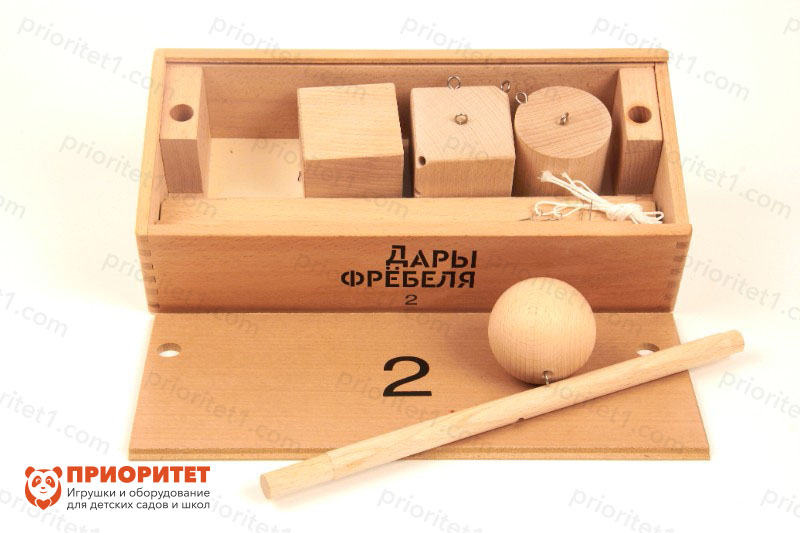 ДАРЫ
ФРЁБЕЛЯ
2
2
ПРИОРИТЕТ
Игрушки и оборудование
для детских садов и школ
prioritet1.com